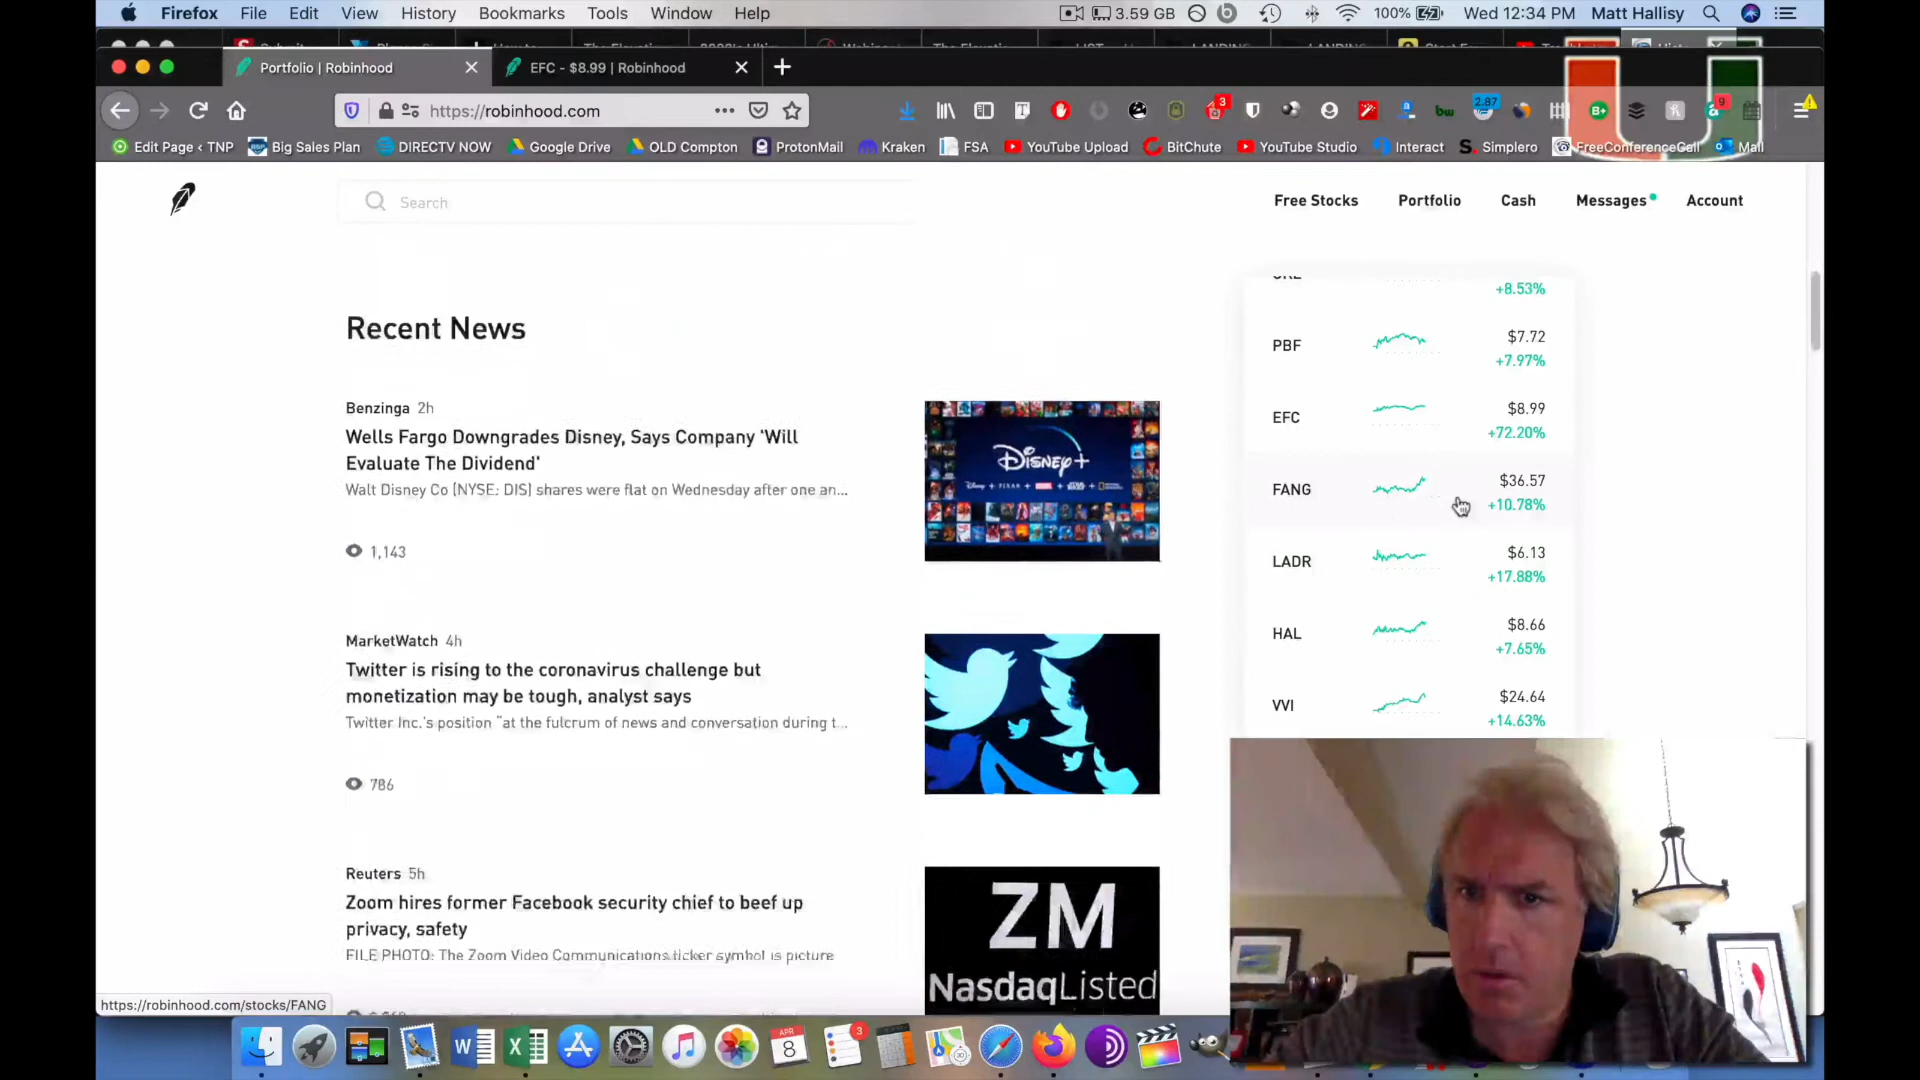 Firefox File Edit View History Bookmarks Tools Window Help 3.59 GB 100% Wed 12:34 PM Matt Hallisy
Portfolio | Robinhood EFC - $8.99 | Robinhood
https://robinhood.com 3 2.87 9
Edit Page < TNP Big Sales Plan DIRECTV NOW Google Drive OLD Compton ProtonMail Kraken FSA YouTube Upload BitChute YouTube Studio Interact Simplero FreeConferenceCall Mail
Search
Free Stocks Portfolio Cash Messages Account
Recent News
Benzinga 2h
Wells Fargo Downgrades Disney, Says Company 'Will
Evaluate The Dividend'
Walt Disney Co (NYSE: DIS) shares were flat on Wednesday after one an...
1,143
Disney+
MarketWatch 4h
Twitter is rising to the coronavirus challenge but
monetization may be tough, analyst says
Twitter Inc.'s position "at the fulcrum of news and conversation during t...
786
Reuters 5h
Zoom hires former Facebook security chief to beef up
privacy, safety
FILE PHOTO: The Zoom Video Communications ticker symbol is picture
ZM
NasdaqListed
+8.53%
PBF $7.72
+7.97%
EFC $8.99
+72.20%
FANG $36.57
+10.78%
LADR $6.13
+17.88%
HAL $8.66
+7.65%
VVI $24.64
+14.63%
https://robinhood.com/stocks/FANG
APR
8
3